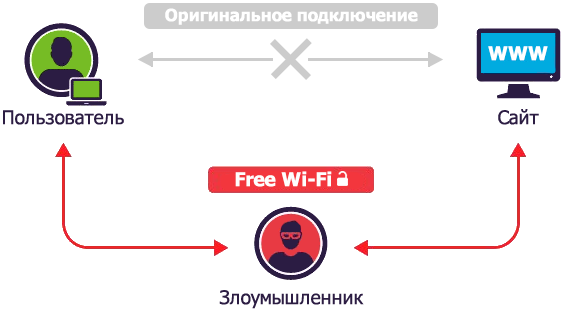 Оригинальное подключение
www
Пользователь
Сайт
Free Wi-Fi
Злоумышленник